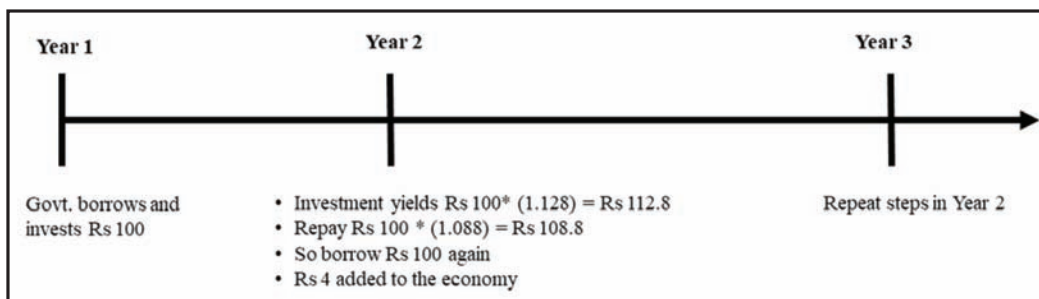 Year 1
Year 2
Year 3
Govt. borrows and
invests Rs 100
• Investment yields Rs 100* (1.128) = Rs 112.8
• Repay Rs 100 * (1.088) = Rs 108.8
• So borrow Rs 100 again
• Rs 4 added to the economy
Repeat steps in Year 2